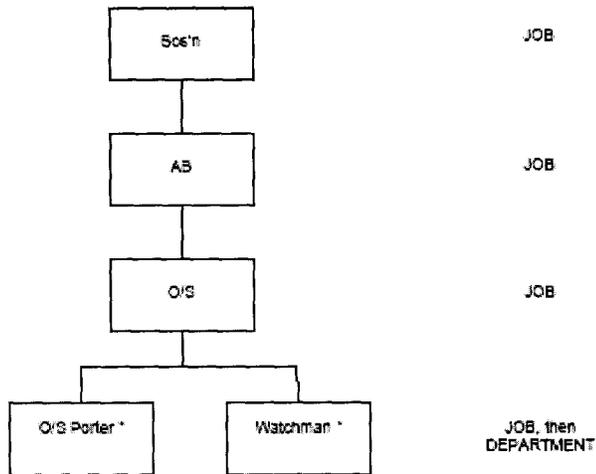 Bos'n
JOB
AB
JOB
O/S
JOB
O/S Porter *
Watchman *
JOB, then
DEPARTMENT